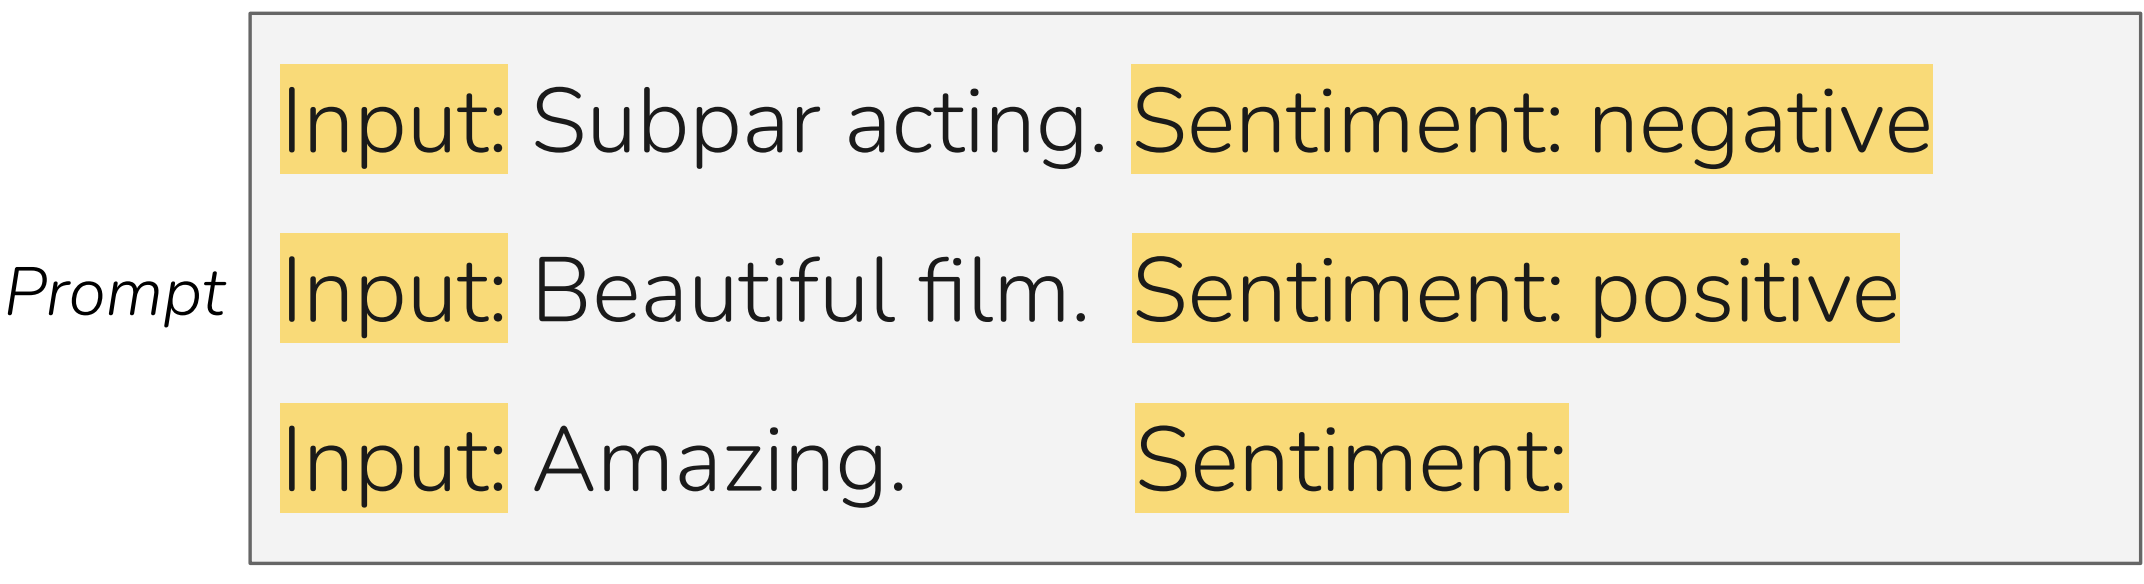 Input: Subpar acting. Sentiment: negative
Prompt
Input: Beautiful film. Sentiment: positive
Input: Amazing. Sentiment: